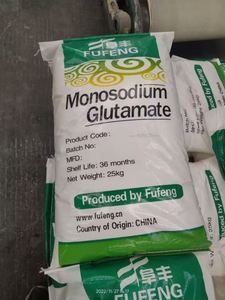 阜丰
FUFENG
Monosodium
Glutamate
Product Code:
Batch No:
MFD:
Shelf Life: 36 months
Net Weight: 25kg
Produced by Fufeng
www.fufeng.cn
Country of Origin: CHINA
FUFENG
阜丰